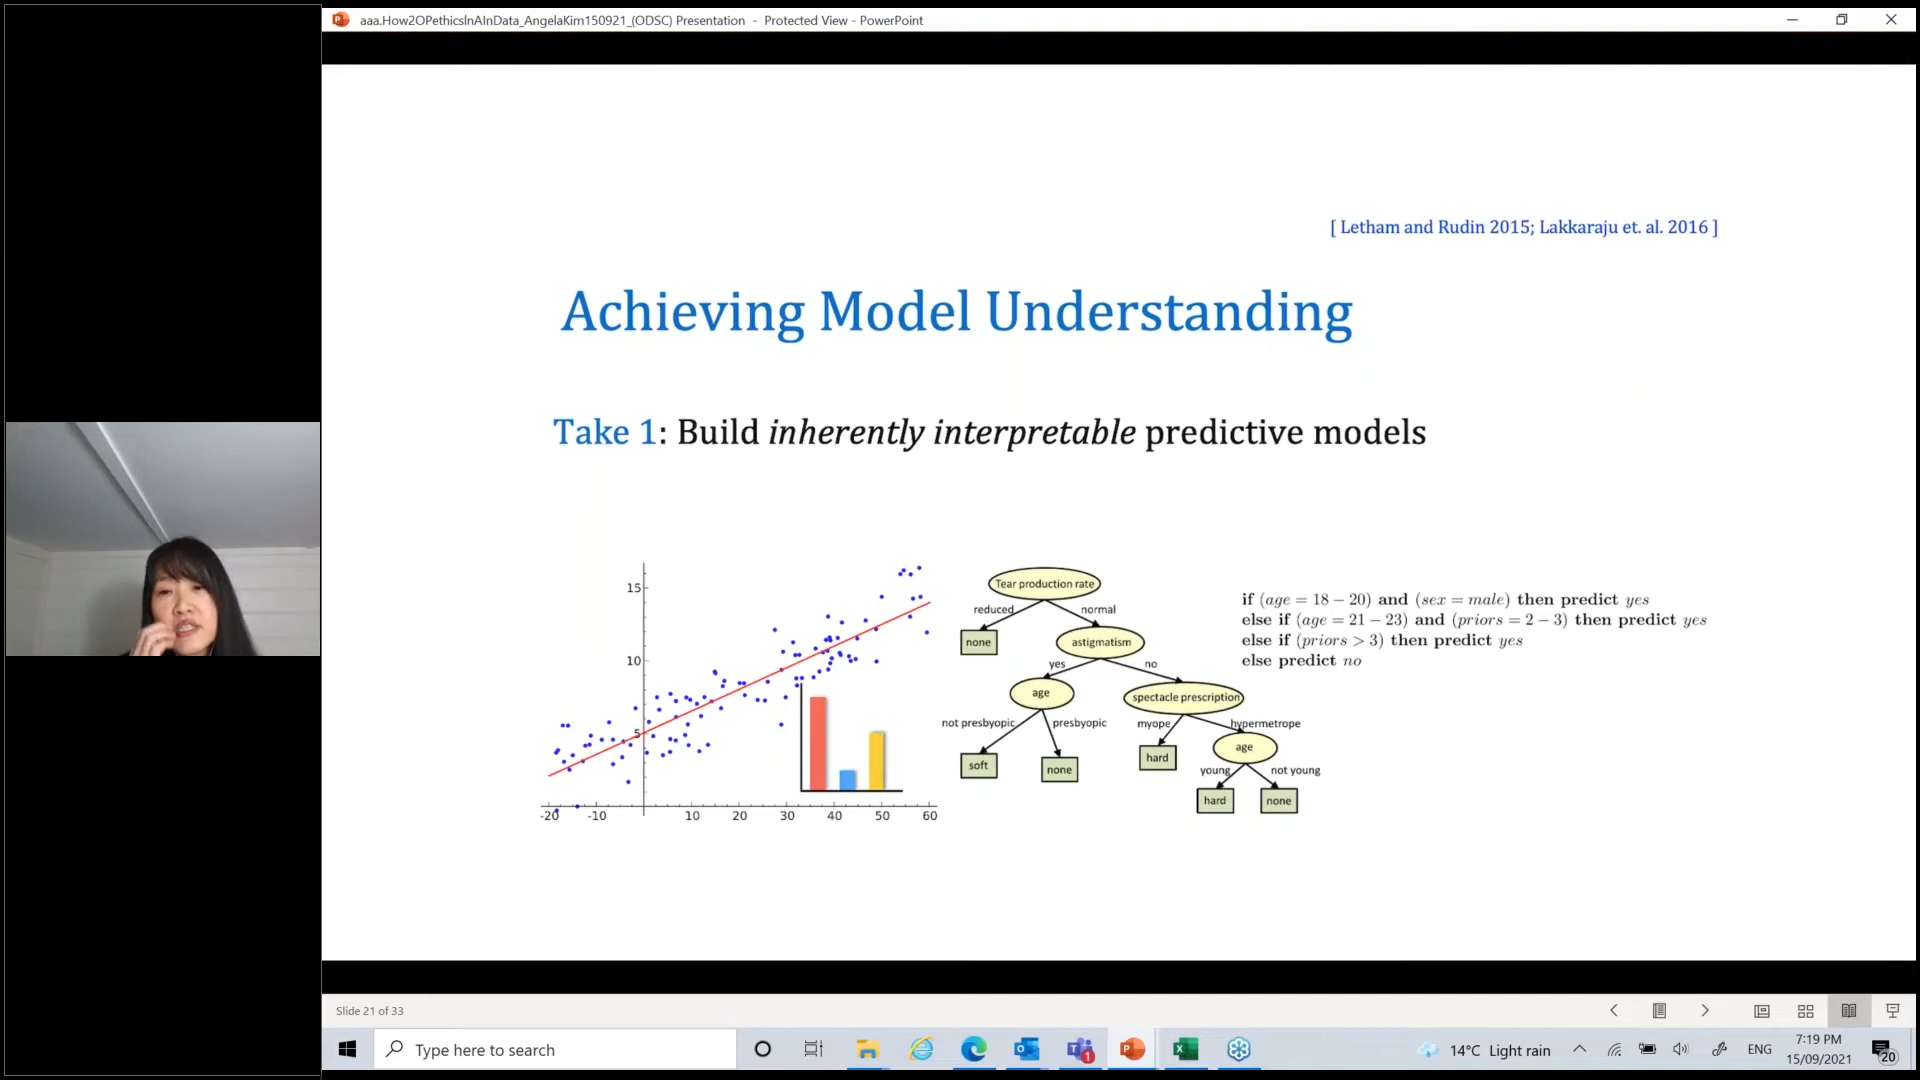 aaa.How2OPethicsInAInData_AngelaKim150921_(ODSC) Presentation - Protected View - PowerPoint
[ Letham and Rudin 2015; Lakkaraju et. al. 2016 ]
Achieving Model Understanding
Take 1: Build inherently interpretable predictive models
15
10
5
-20 -10 10 20 30 40 50 60
Tear production rate
reduced normal
none astigmatism
yes no
age spectacle prescription
not presbyopic presbyopic myope hypermetrope
soft none hard age
young not young
hard none
if (age = 18 − 20) and (sex = male) then predict yes
else if (age = 21 − 23) and (priors = 2 − 3) then predict yes
else if (priors > 3) then predict yes
else predict no
Slide 21 of 33
Type here to search
1
14°C Light rain
ENG
7:19 PM
15/09/2021
20